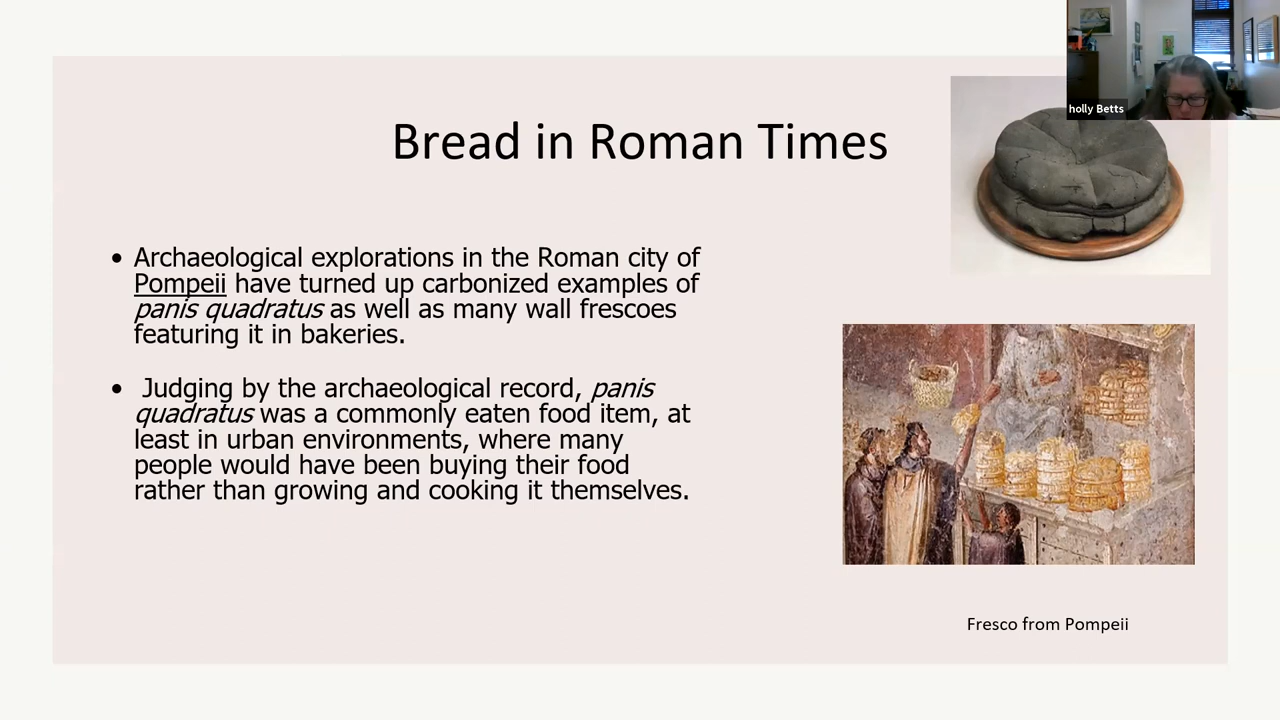 holly Betts
Bread in Roman Times
• Archaeological explorations in the Roman city of
Pompeii have turned up carbonized examples of
panis quadratus as well as many wall frescoes
featuring it in bakeries.
• Judging by the archaeological record, panis
quadratus was a commonly eaten food item, at
least in urban environments, where many
people would have been buying their food
rather than growing and cooking it themselves.
Fresco from Pompeii